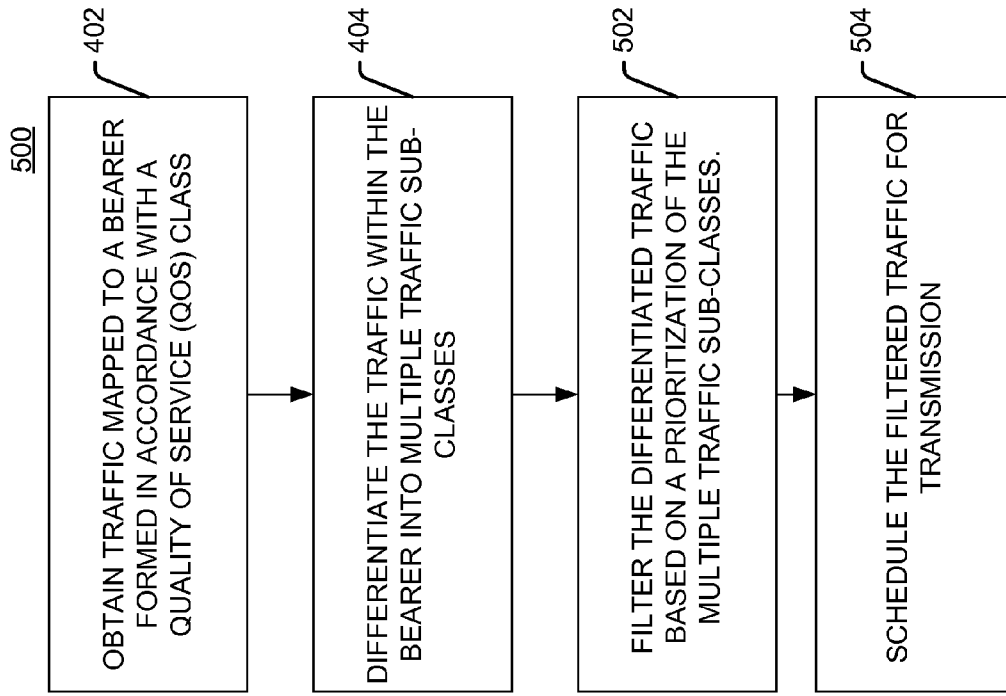 500
402
OBTAIN TRAFFIC MAPPED TO A BEARER
FORMED IN ACCORDANCE WITH A
QUALITY OF SERVICE (QOS) CLASS
404
DIFFERENTIATE THE TRAFFIC WITHIN THE
BEARER INTO MULTIPLE TRAFFIC SUB-
CLASSES
502
FILTER THE DIFFERENTIATED TRAFFIC
BASED ON A PRIORITIZATION OF THE
MULTIPLE TRAFFIC SUB-CLASSES.
504
SCHEDULE THE FILTERED TRAFFIC FOR
TRANSMISSION